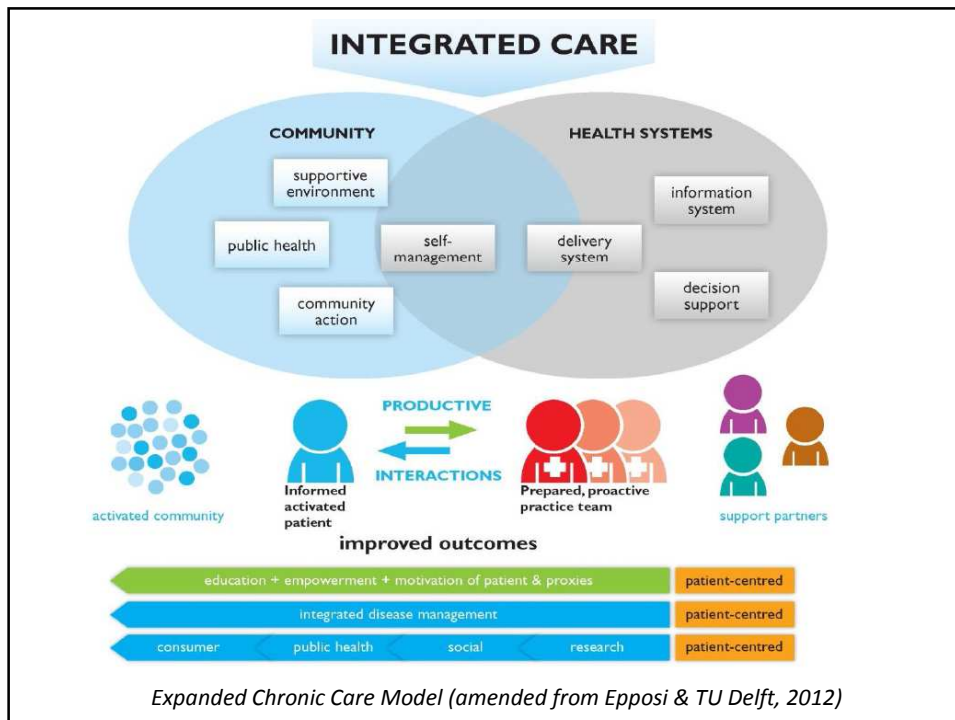 INTEGRATED CARE
COMMUNITY
HEALTH SYSTEMS
supportive
environment
public health
community
action
self-
management
delivery
system
information
system
decision
support
activated community
Informed
activated
patient
PRODUCTIVE
INTERACTIONS
Prepared, proactive
practice team
support partners
improved outcomes
education + empowerment + motivation of patient & proxies
patient-centred
integrated disease management
patient-centred
consumer
public health
social
research
patient-centred
Expanded Chronic Care Model (amended from Epposi & TU Delft, 2012)